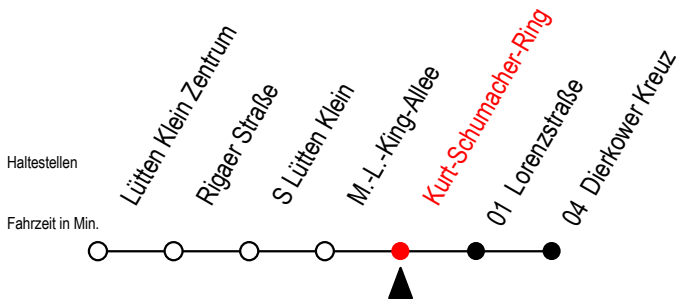 Haltestellen
Fahrzeit in Min.
Lütten Klein Zentrum
Rigaer Straße
S Lütten Klein
M.-L.-King-Allee
Kurt-Schumacher-Ring
01 Lorenzstraße
04 Dierkower Kreuz